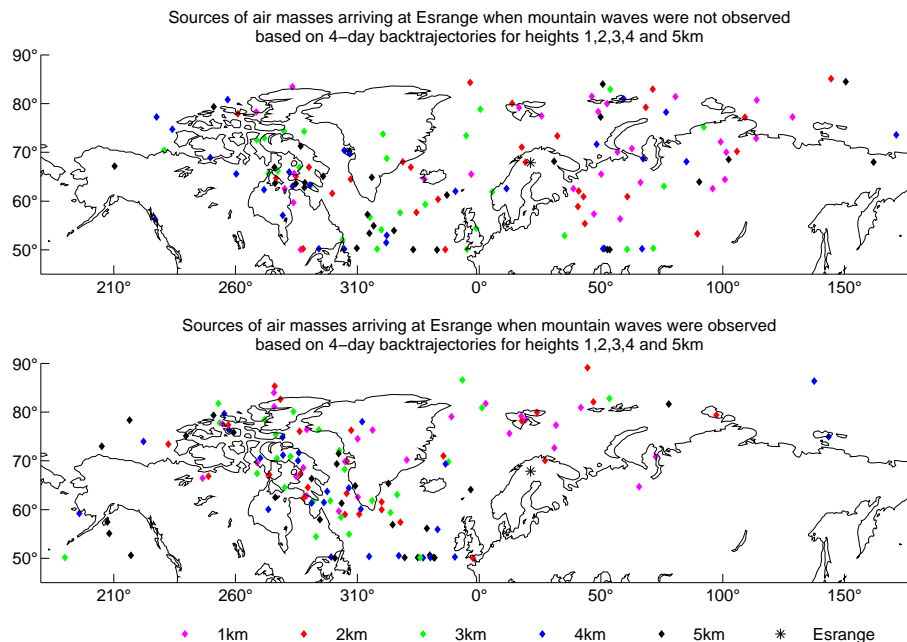 Sources of air masses arriving at Esrange when mountain waves were not observed
based on 4−day backtrajectories for heights 1,2,3,4 and 5km
90°
80°
70°
60°
50°
210° 260° 310° 0° 50° 100° 150°
Sources of air masses arriving at Esrange when mountain waves were observed
based on 4−day backtrajectories for heights 1,2,3,4 and 5km
90°
80°
70°
60°
50°
210° 260° 310° 0° 50° 100° 150°
1km 2km 3km 4km 5km Esrange